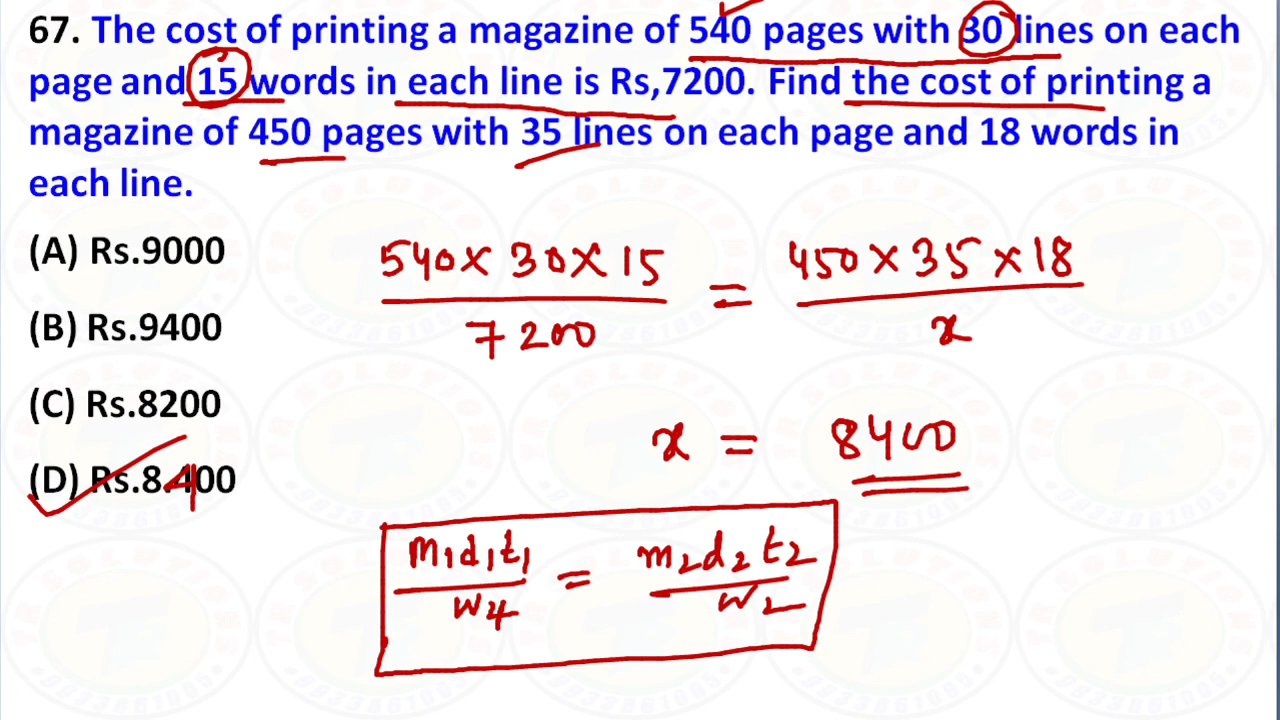 67. The cost of printing a magazine of 540 pages with 30 lines on each
page and 15 words in each line is Rs,7200. Find the cost of printing a
magazine of 450 pages with 35 lines on each page and 18 words in
each line.
(A) Rs.9000
(B) Rs.9400
(C) Rs.8200
(D) Rs.8.400
540 x 30 x 15 / 7200 = 450 x 35 x 18 / x
x = 8400
m1d1t1 / w4 = m2d2t2 / w2